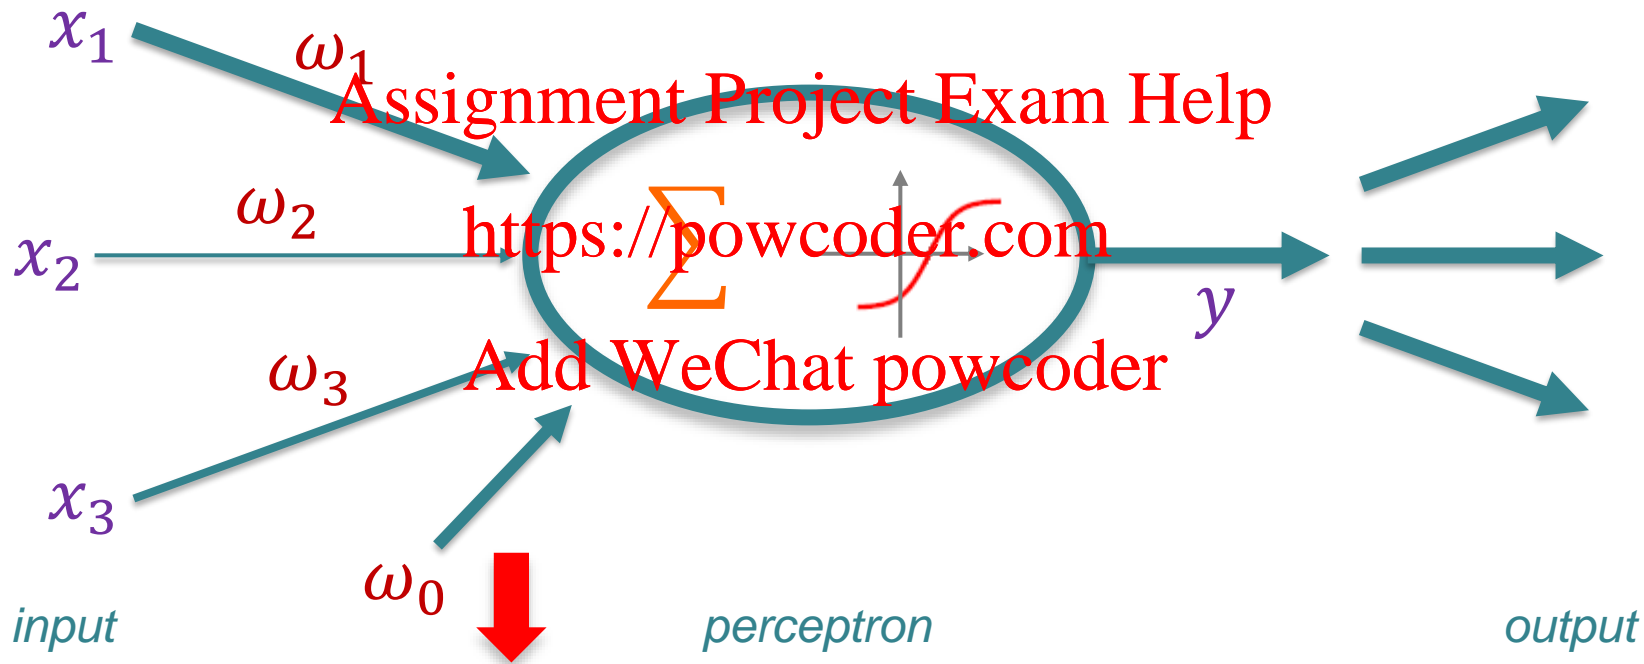 x₁
ω₁
Assignment Project Exam Help
ω₂
∑
https://powcoder.com
x₂
y
ω₃
Add WeChat powcoder
x₃
ω₀
input
perceptron
output